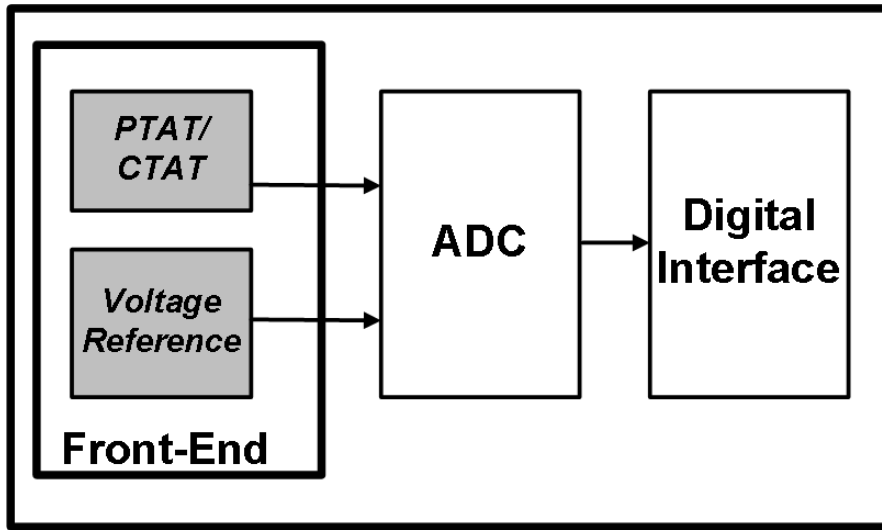 PTAT/
CTAT
Voltage
Reference
Front-End
ADC
Digital
Interface